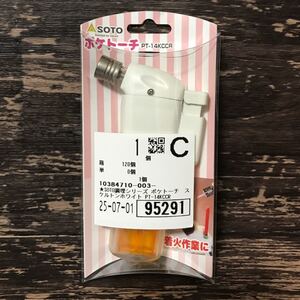 SOTO
ポケトーチ PT-14KCCR
1 個 C
箱 120個
単 0個
1個
10384710-003-
★SOTO調理シリーズ ポケトーチ ス
ケルトンホワイト PT-14KCCR
25-07-01 95291
着火作業に